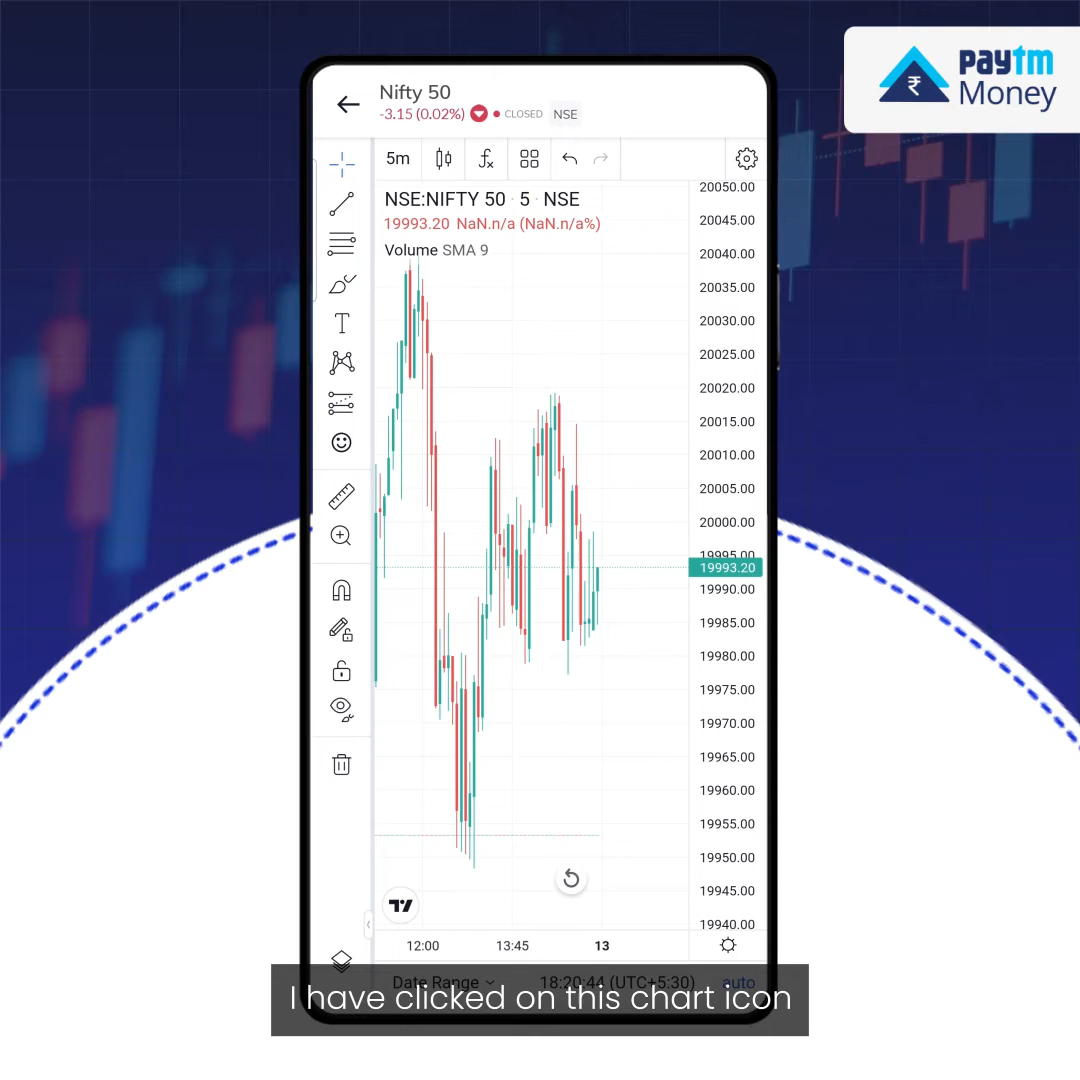 paytm
Money
Nifty 50
-3.15 (0.02%) CLOSED NSE
5m
NSE:NIFTY 50 · 5 · NSE
19993.20 NaN.n/a (NaN.n/a%)
Volume SMA 9
20050.00
20045.00
20040.00
20035.00
20030.00
20025.00
20020.00
20015.00
20010.00
20005.00
20000.00
19995.00
19993.20
19990.00
19985.00
19980.00
19975.00
19970.00
19965.00
19960.00
19955.00
19950.00
19945.00
19940.00
12:00 13:45 13
Date Range 18:20:44 (UTC+5:30) auto
I have clicked on this chart icon